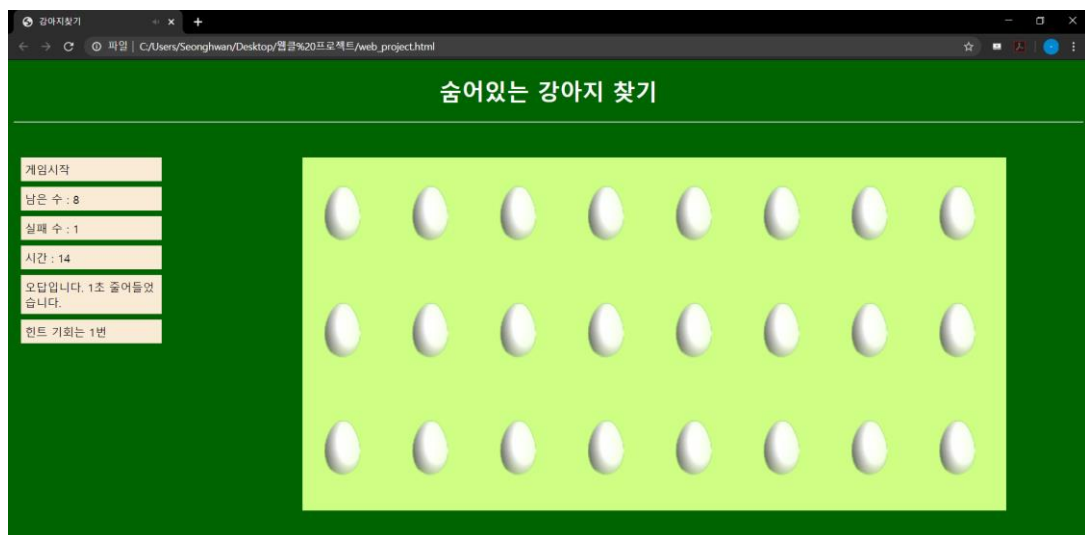 강아지찾기
파일 | C:/Users/Seonghwan/Desktop/웹클%20프로젝트/web_project.html
숨어있는 강아지 찾기
게임시작
남은 수 : 8
실패 수 : 1
시간 : 14
오답입니다. 1초 줄어들었
습니다.
힌트 기회는 1번